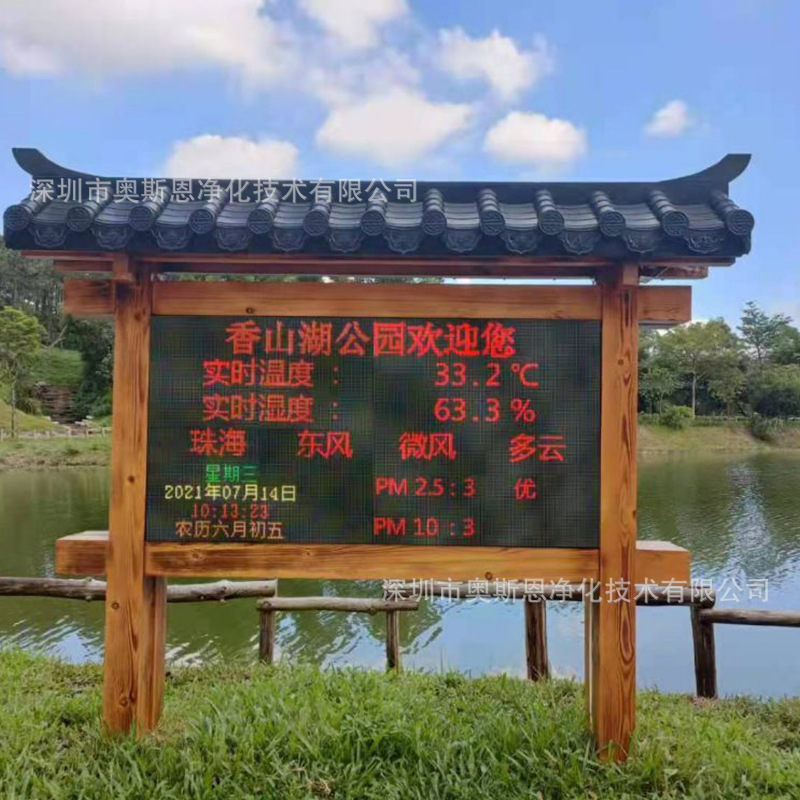 深圳市奥斯恩净化技术有限公司
香山湖公园欢迎您
实时温度 : 33.2 ℃
实时湿度 : 63.3 %
珠海 东风 微风 多云
星期三
2021年07月14日
10:13:23
农历六月初五
PM 2.5 : 3 优
PM 10 : 3
深圳市奥斯恩净化技术有限公司